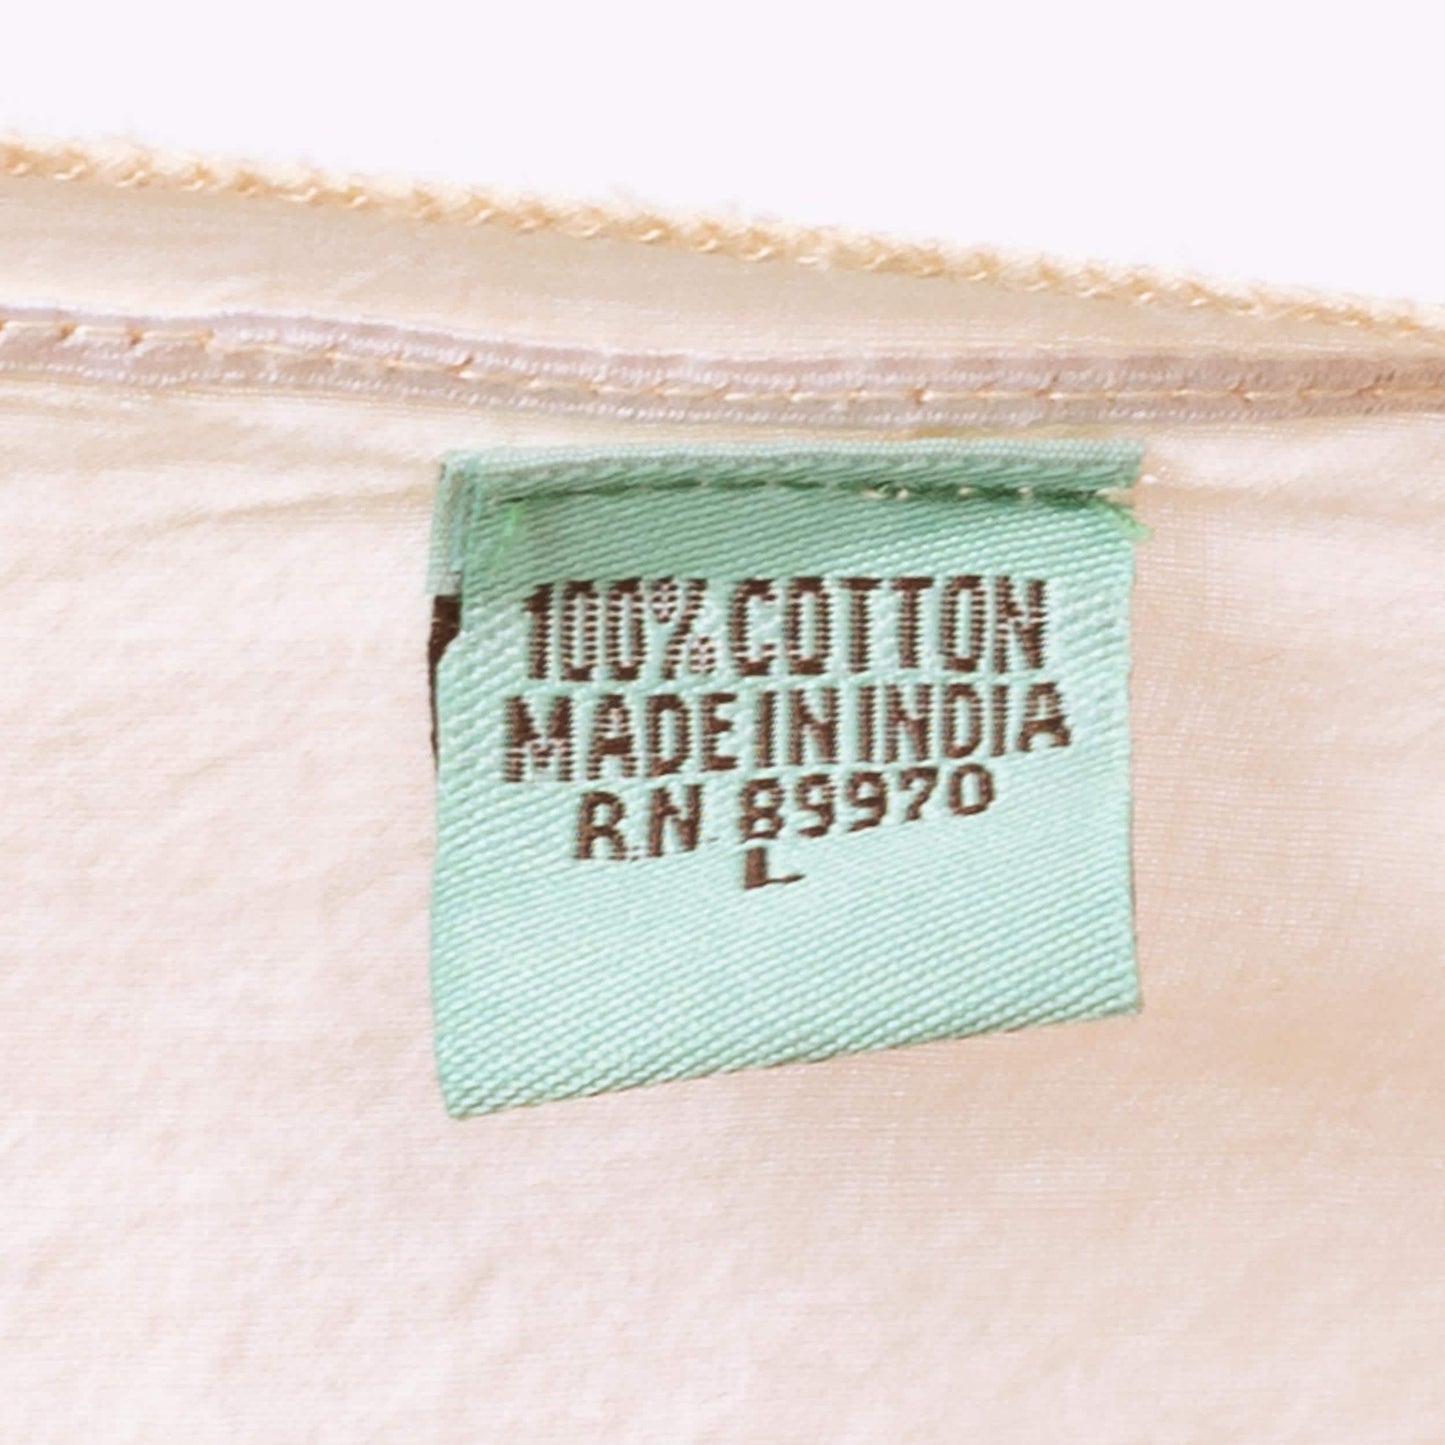 100% COTTON
MADE IN INDIA
R.N. 89970
L